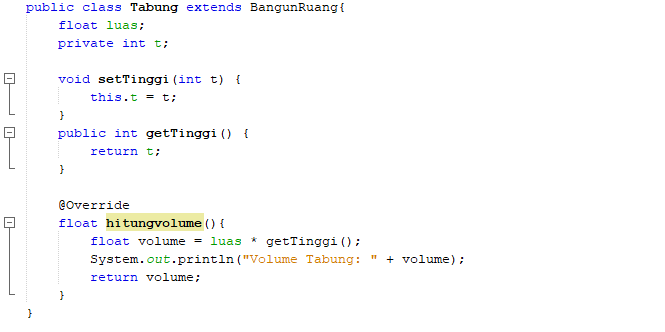 public class Tabung extends BangunRuang{
    float luas;
    private int t;

    void setTinggi(int t) {
        this.t = t;
    }
    public int getTinggi() {
        return t;
    }

    @Override
    float hitungvolume(){
        float volume = luas * getTinggi();
        System.out.println("Volume Tabung: " + volume);
        return volume;
    }
}